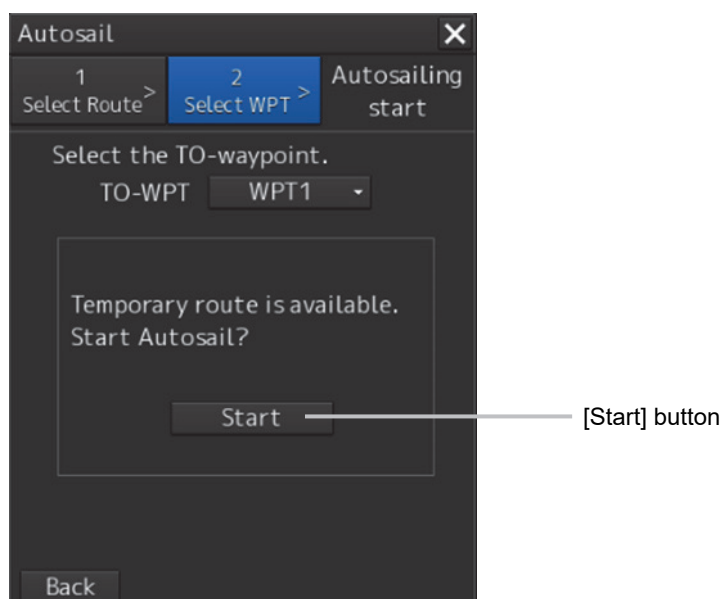 Autosail
1
Select Route >
2
Select WPT >
Autosailing
start
Select the TO-waypoint.
TO-WPT WPT1
Temporary route is available.
Start Autosail?
Start
[Start] button
Back